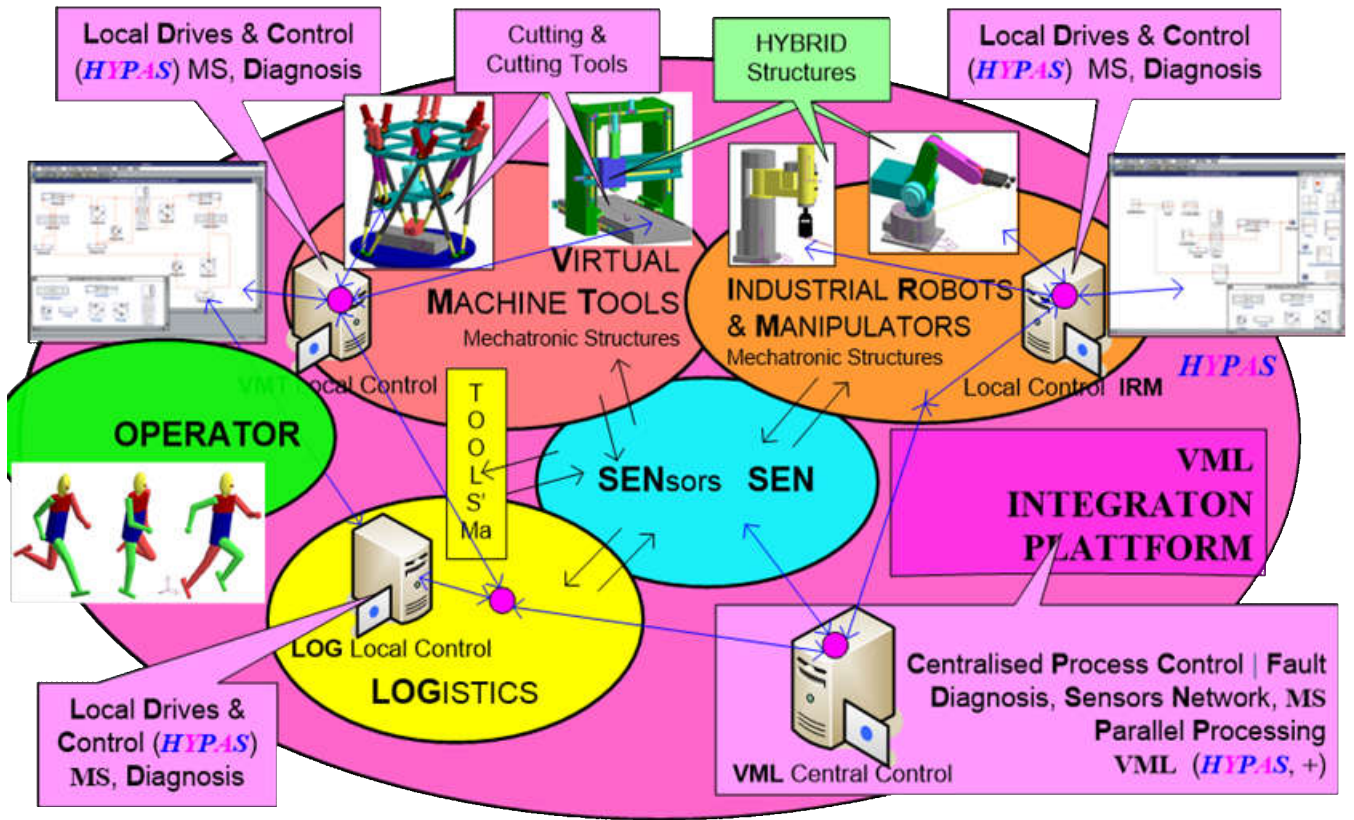 Local Drives & Control
(HYPAS) MS, Diagnosis
Cutting &
Cutting Tools
HYBRID
Structures
Local Drives & Control
(HYPAS) MS, Diagnosis
VIRTUAL
MACHINE TOOLS
Mechatronic Structures
INDUSTRIAL ROBOTS
& MANIPULATORS
Mechatronic Structures
VMT Local Control
Local Control IRM
HYPAS
OPERATOR
T
O
O
L
S'
Ma
SENsors SEN
VML
INTEGRATON
PLATTFORM
LOG Local Control
LOGISTICS
Local Drives &
Control (HYPAS)
MS, Diagnosis
VML Central Control
Centralised Process Control | Fault
Diagnosis, Sensors Network, MS
Parallel Processing
VML (HYPAS, +)